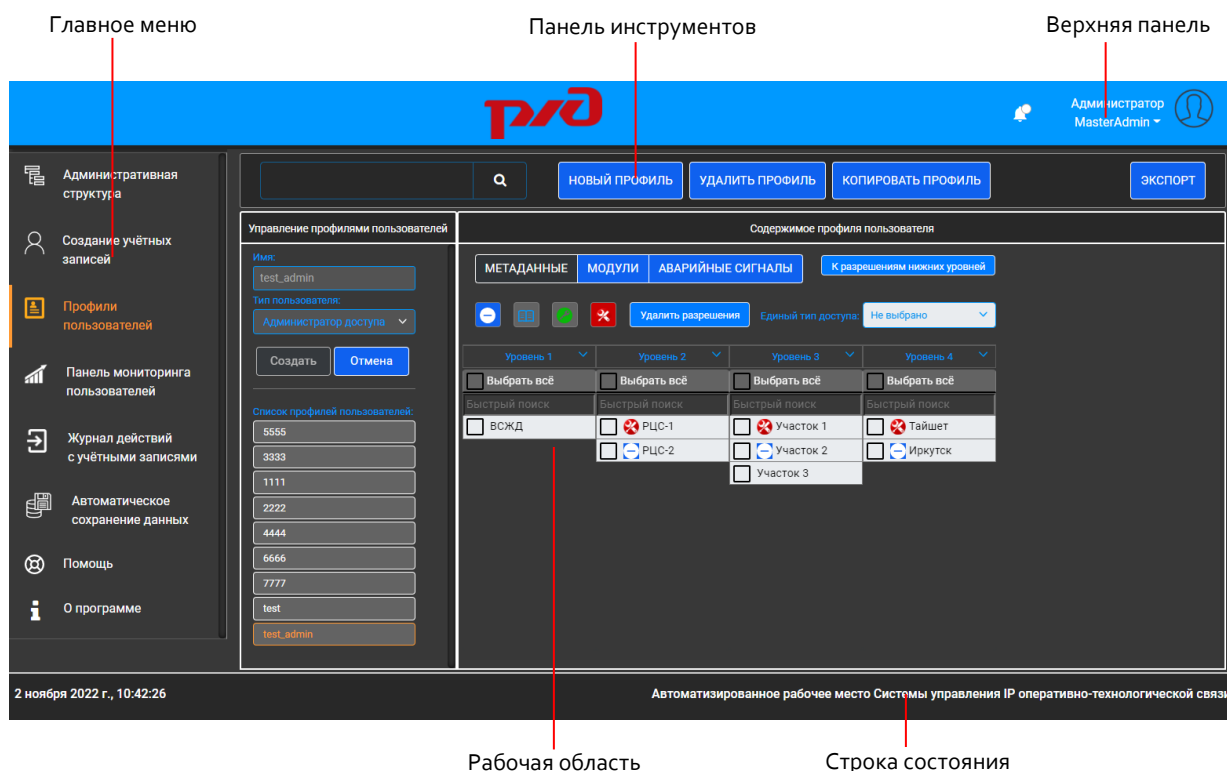 Главное меню
Панель инструментов
Верхняя панель
ржд
Администратор
MasterAdmin
Административная
структура
Создание учётных
записей
Профили
пользователей
Панель мониторинга
пользователей
Журнал действий
с учётными записями
Автоматическое
сохранение данных
Помощь
О программе
НОВЫЙ ПРОФИЛЬ
УДАЛИТЬ ПРОФИЛЬ
КОПИРОВАТЬ ПРОФИЛЬ
ЭКСПОРТ
Управление профилями пользователей
Имя:
test_admin
Тип пользователя:
Администратор доступа
Создать
Отмена
Список профилей пользователей:
5555
3333
1111
2222
4444
6666
7777
test
test_admin
Содержимое профиля пользователя
МЕТАДАННЫЕ
МОДУЛИ
АВАРИЙНЫЕ СИГНАЛЫ
К разрешениям нижних уровней
Удалить разрешения
Единый тип доступа:
Не выбрано
Уровень 1
Уровень 2
Уровень 3
Уровень 4
Выбрать всё
Выбрать всё
Выбрать всё
Выбрать всё
Быстрый поиск
Быстрый поиск
Быстрый поиск
Быстрый поиск
ВСЖД
РЦС-1
Участок 1
Тайшет
РЦС-2
Участок 2
Иркутск
Участок 3
2 ноября 2022 г., 10:42:26
Автоматизированное рабочее место Системы управления IP оперативно-технологической связи
Рабочая область
Строка состояния